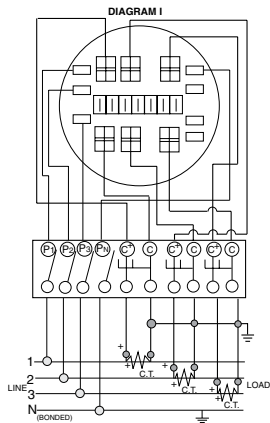 DIAGRAM I
P1 P2 P3 PN C+ C C+ C C+ C
+ +
1
+ C.T. +
2
LINE C.T. + LOAD
3
+ C.T.
N
(BONDED)